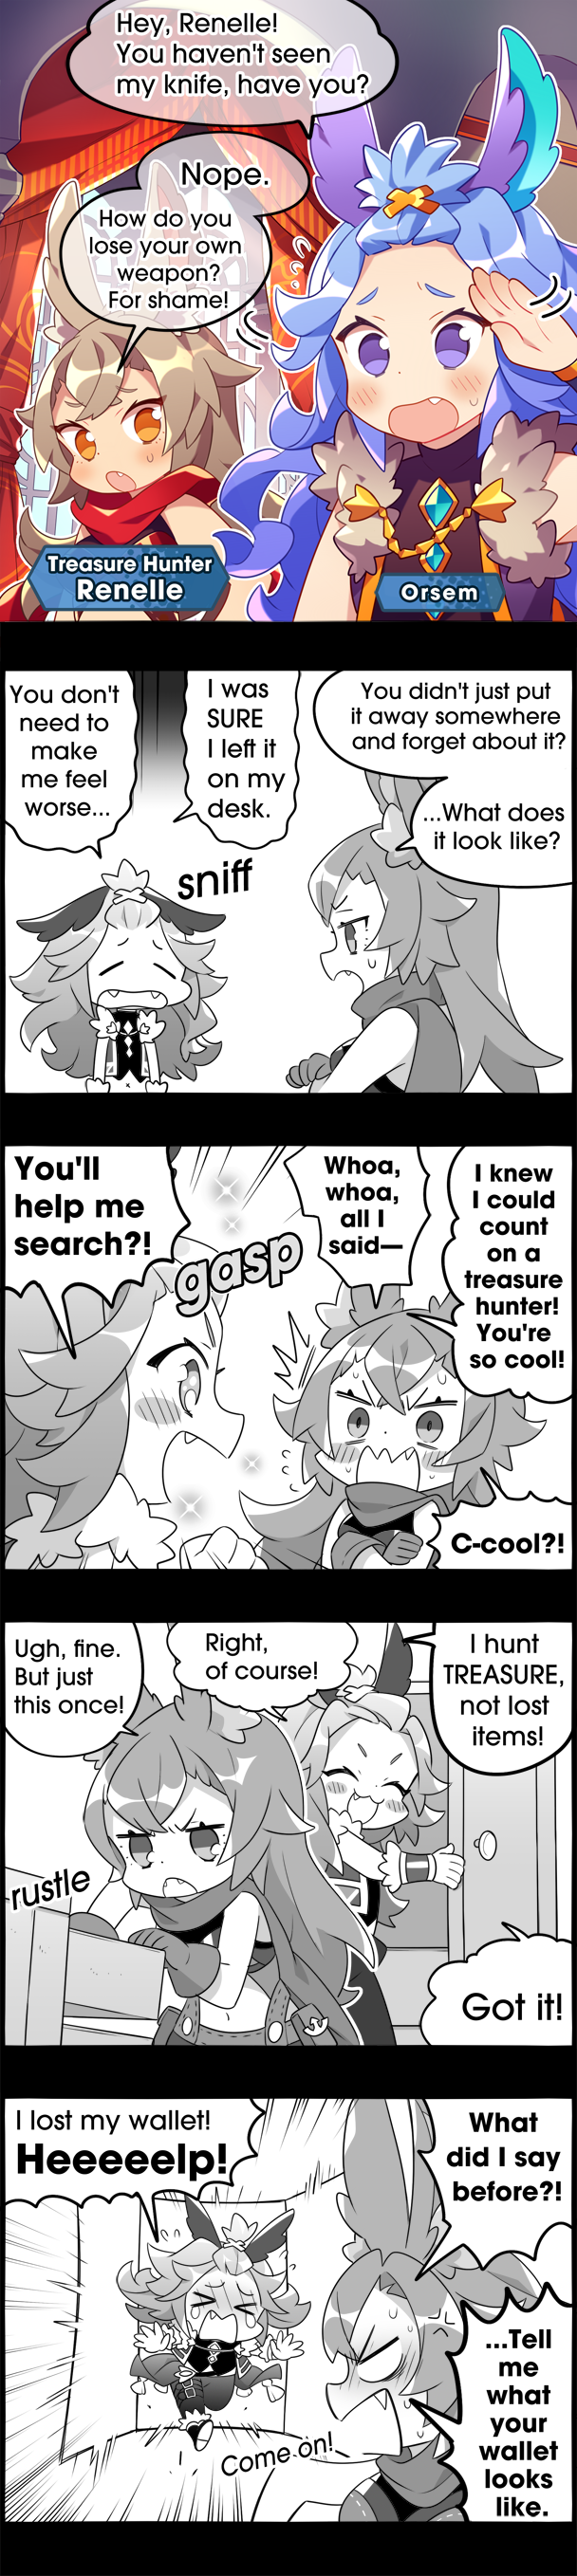 Hey, Renelle!
You haven't seen
my knife, have you?
Nope.
How do you
lose your own
weapon?
For shame!
Treasure Hunter
Renelle
Orsem
You didn't just put
it away somewhere
and forget about it?
...What does
it look like?
I was
SURE
I left it
on my
desk.
You don't
need to
make
me feel
worse...
sniff
You'll
help me
search?!
gasp
Whoa,
whoa,
all I
said—
I knew
I could
count
on a
treasure
hunter!
You're
so cool!
C-cool?!
Ugh, fine.
But just
this once!
Right,
of course!
I hunt
TREASURE,
not lost
items!
rustle
Got it!
I lost my wallet!
Heeeeelp!
What
did I say
before?!
...Tell
me
what
your
wallet
looks
like.
Come on!